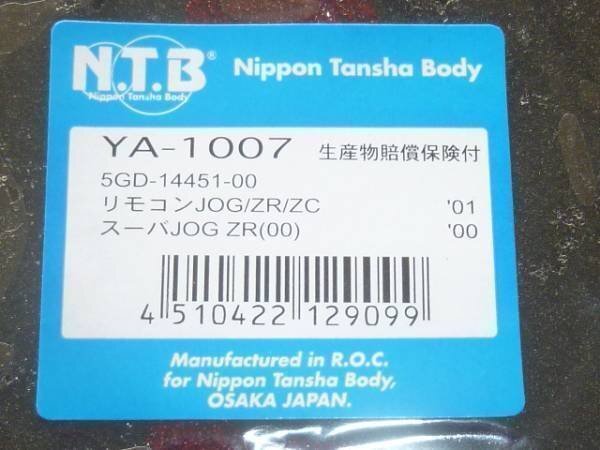 N.T.B®
Nippon Tansha Body
Nippon Tansha Body
YA-1007 生産物賠償保険付
5GD-14451-00
リモコンJOG/ZR/ZC '01
スーパJOG ZR(00) '00
4 510422 129099
Manufactured in R.O.C.
for Nippon Tansha Body,
OSAKA JAPAN.